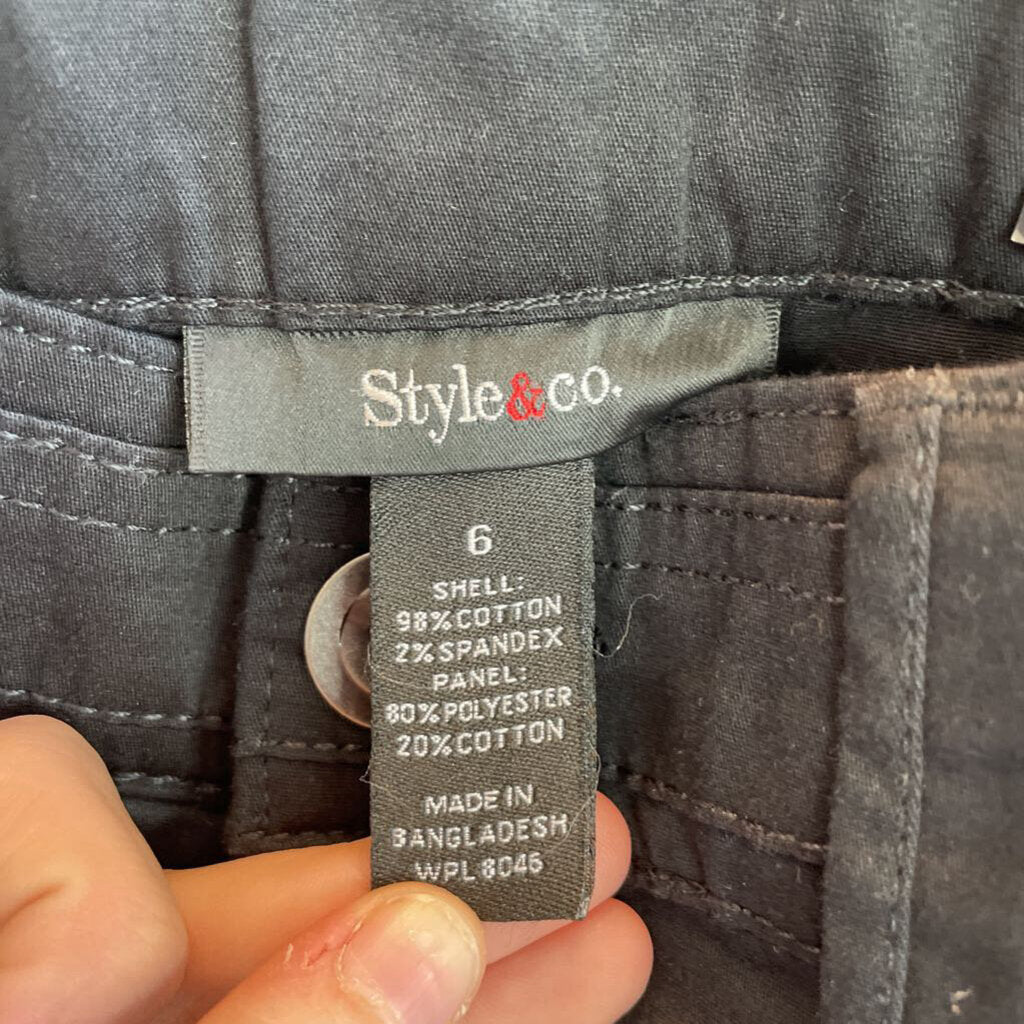 Style&co.
6
SHELL:
98%COTTON
2%SPANDEX
PANEL:
80%POLYESTER
20%COTTON
MADE IN
BANGLADESH
WPL 8046